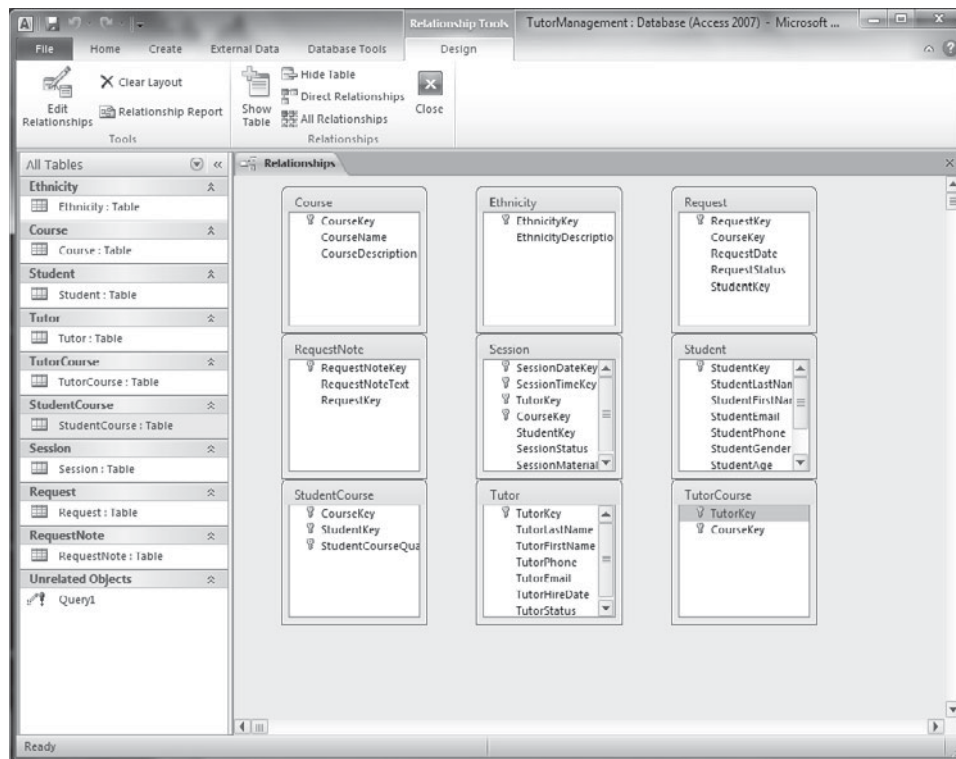 Relationship Tools
TutorManagement : Database (Access 2007) - Microsoft ...
File
Home
Create
External Data
Database Tools
Design
Edit
Relationships
Clear Layout
Relationship Report
Tools
Show
Table
Hide Table
Direct Relationships
All Relationships
Relationships
Close
All Tables
Ethnicity
Ethnicity : Table
Course
Course : Table
Student
Student : Table
Tutor
Tutor : Table
TutorCourse
TutorCourse : Table
StudentCourse
StudentCourse : Table
Session
Session : Table
Request
Request : Table
RequestNote
RequestNote : Table
Unrelated Objects
Query1
Relationships
Course
CourseKey
CourseName
CourseDescription
Ethnicity
EthnicityKey
EthnicityDescriptio
Request
RequestKey
CourseKey
RequestDate
RequestStatus
StudentKey
RequestNote
RequestNoteKey
RequestNoteText
RequestKey
Session
SessionDateKey
SessionTimeKey
TutorKey
CourseKey
StudentKey
SessionStatus
SessionMaterial
Student
StudentKey
StudentLastNan
StudentFirstNar
StudentEmail
StudentPhone
StudentGender
StudentAge
StudentCourse
CourseKey
StudentKey
StudentCourseQua
Tutor
TutorKey
TutorLastName
TutorFirstName
TutorPhone
TutorEmail
TutorHireDate
TutorStatus
TutorCourse
TutorKey
CourseKey
Ready